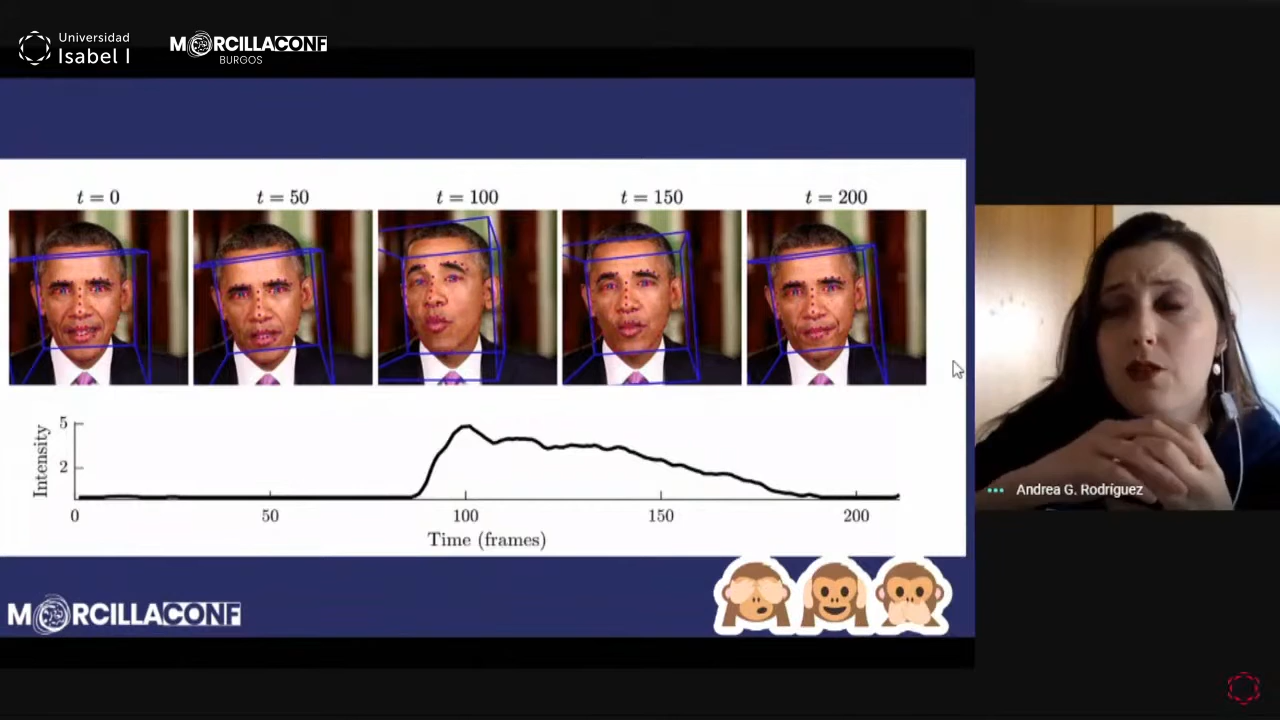 Universidad
Isabel I
MORCILLACONF
BURGOS
t = 0
t = 50
t = 100
t = 150
t = 200
Intensity
5
2
0
50
100
150
200
Time (frames)
Andrea G. Rodríguez
MORCILLACONF